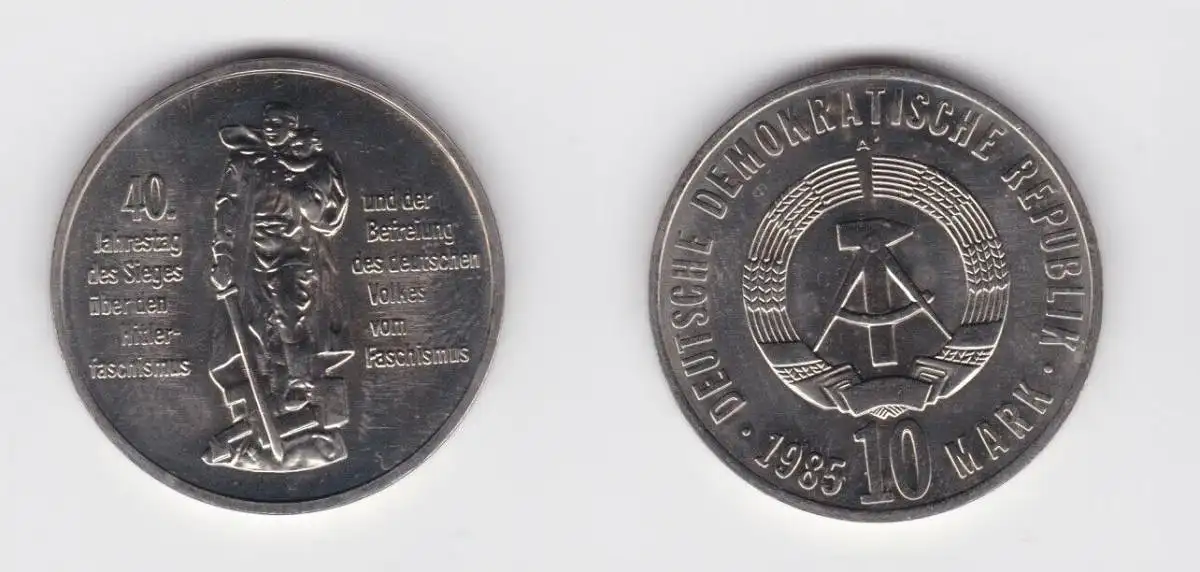 40.
Jahrestag
des Sieges
über den
Hitler-
faschismus
und der
Befreiung
des deutschen
Volkes
vom
Faschismus
DEUTSCHE DEMOKRATISCHE REPUBLIK
A
· 1985 10 MARK ·